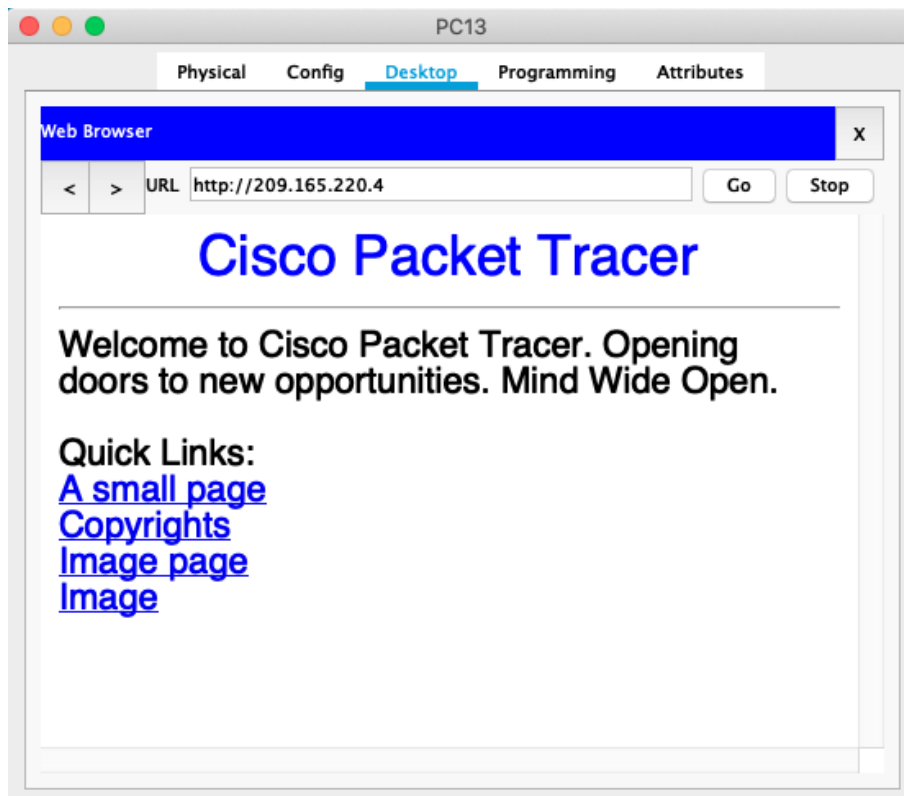 PC13
Physical Config Desktop Programming Attributes
Web Browser X
< > URL http://209.165.220.4 Go Stop
Cisco Packet Tracer
Welcome to Cisco Packet Tracer. Opening
doors to new opportunities. Mind Wide Open.
Quick Links:
A small page
Copyrights
Image page
Image